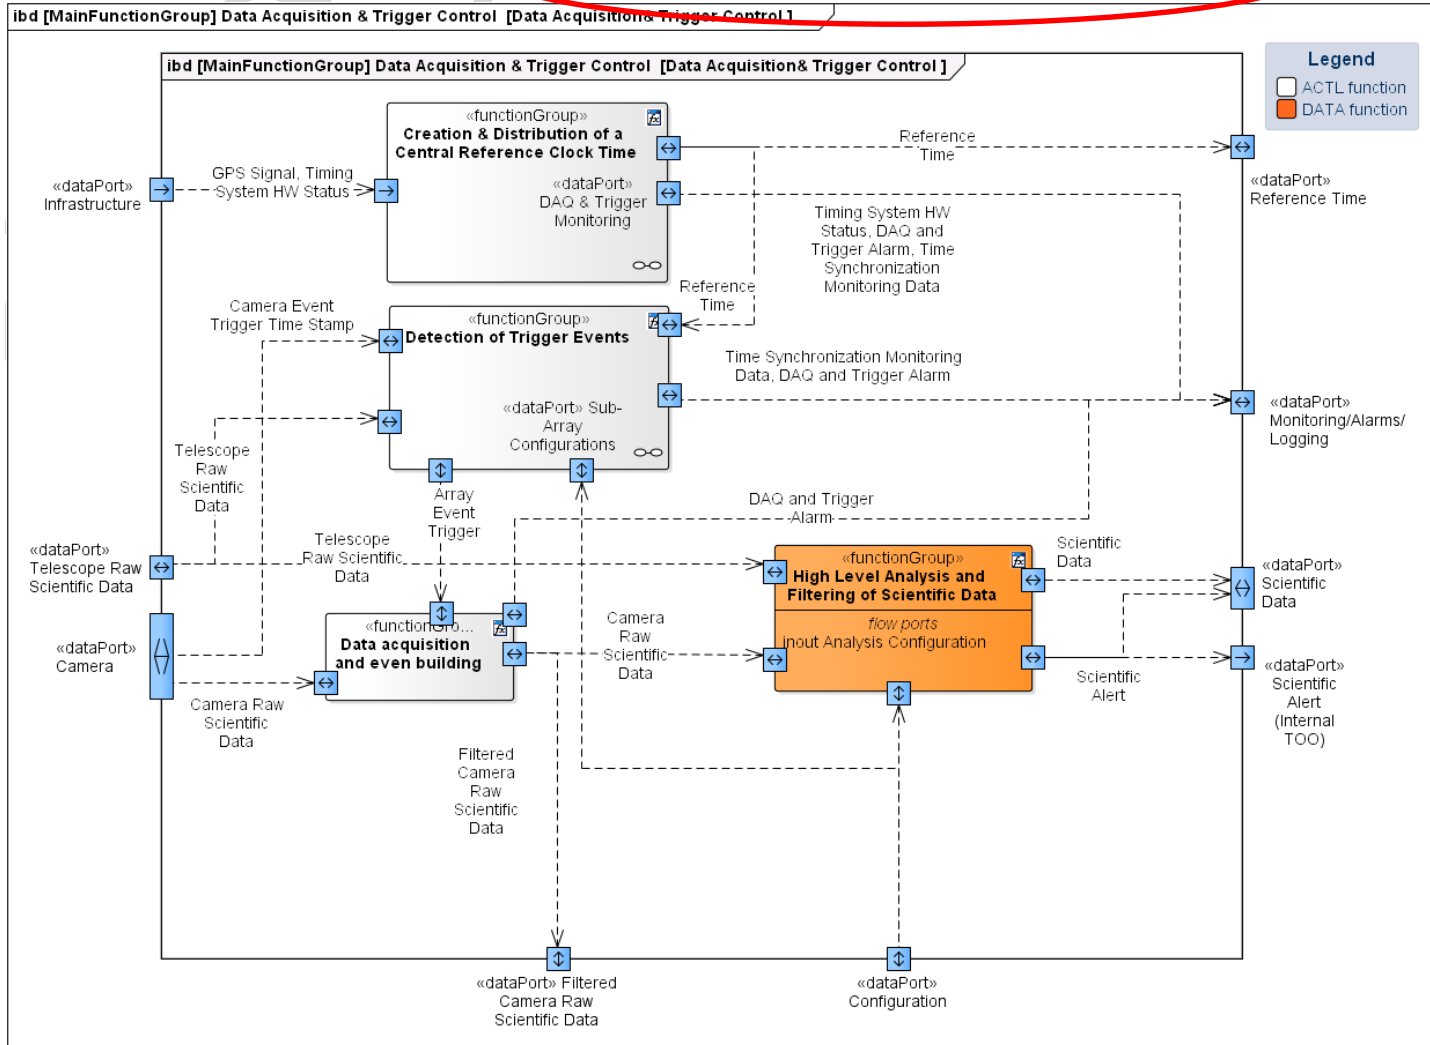 ibd [MainFunctionGroup] Data Acquisition & Trigger Control [Data Acquisition& Trigger Control ]
ibd [MainFunctionGroup] Data Acquisition & Trigger Control [Data Acquisition& Trigger Control ]
Legend
ACTL function
DATA function
«functionGroup»
Creation & Distribution of a
Central Reference Clock Time
«dataPort»
DAQ & Trigger
Monitoring
GPS Signal, Timing
System HW Status
«dataPort»
Infrastructure
Reference
Time
«dataPort»
Reference Time
Timing System HW
Status, DAQ and
Trigger Alarm, Time
Synchronization
Monitoring Data
Reference
Time
Camera Event
Trigger Time Stamp
«functionGroup»
Detection of Trigger Events
«dataPort» Sub-
Array
Configurations
Time Synchronization Monitoring
Data, DAQ and Trigger Alarm
«dataPort»
Monitoring/Alarms/
Logging
Telescope
Raw
Scientific
Data
Array
Event
Trigger
DAQ and Trigger
Alarm
«dataPort»
Telescope Raw
Scientific Data
Telescope
Raw Scientific
Data
«functionGroup»
High Level Analysis and
Filtering of Scientific Data
flow ports
inout Analysis Configuration
Scientific
Data
«dataPort»
Scientific
Data
«dataPort»
Camera
«functionGro...
Data acquisition
and even building
Camera
Raw
Scientific
Data
Scientific
Alert
«dataPort»
Scientific
Alert
(Internal
TOO)
Camera Raw
Scientific
Data
Filtered
Camera
Raw
Scientific
Data
«dataPort» Filtered
Camera Raw
Scientific Data
«dataPort»
Configuration